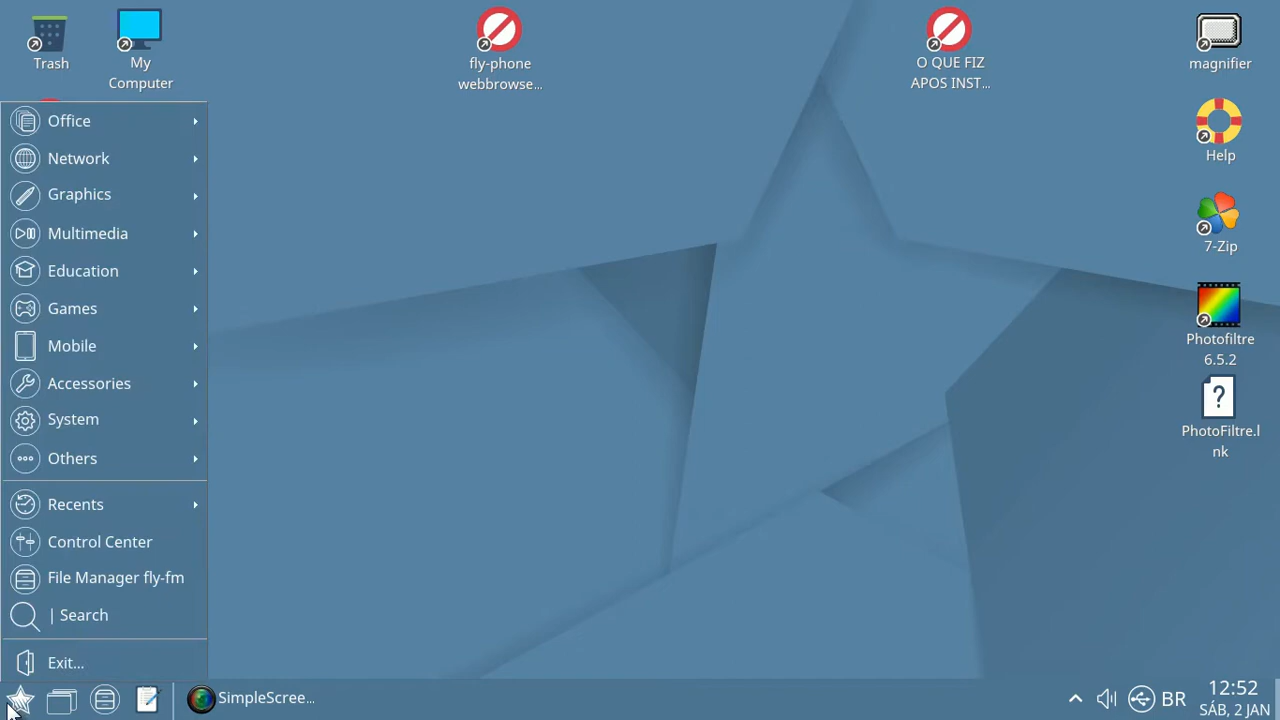 Trash
My
Computer
fly-phone
webbrowse...
O QUE FIZ
APOS INST...
magnifier
Help
7-Zip
Photofiltre
6.5.2
PhotoFiltre.l
nk
Office
Network
Graphics
Multimedia
Education
Games
Mobile
Accessories
System
Others
Recents
Control Center
File Manager fly-fm
| Search
Exit...
SimpleScree...
BR
12:52
SÁB, 2 JAN